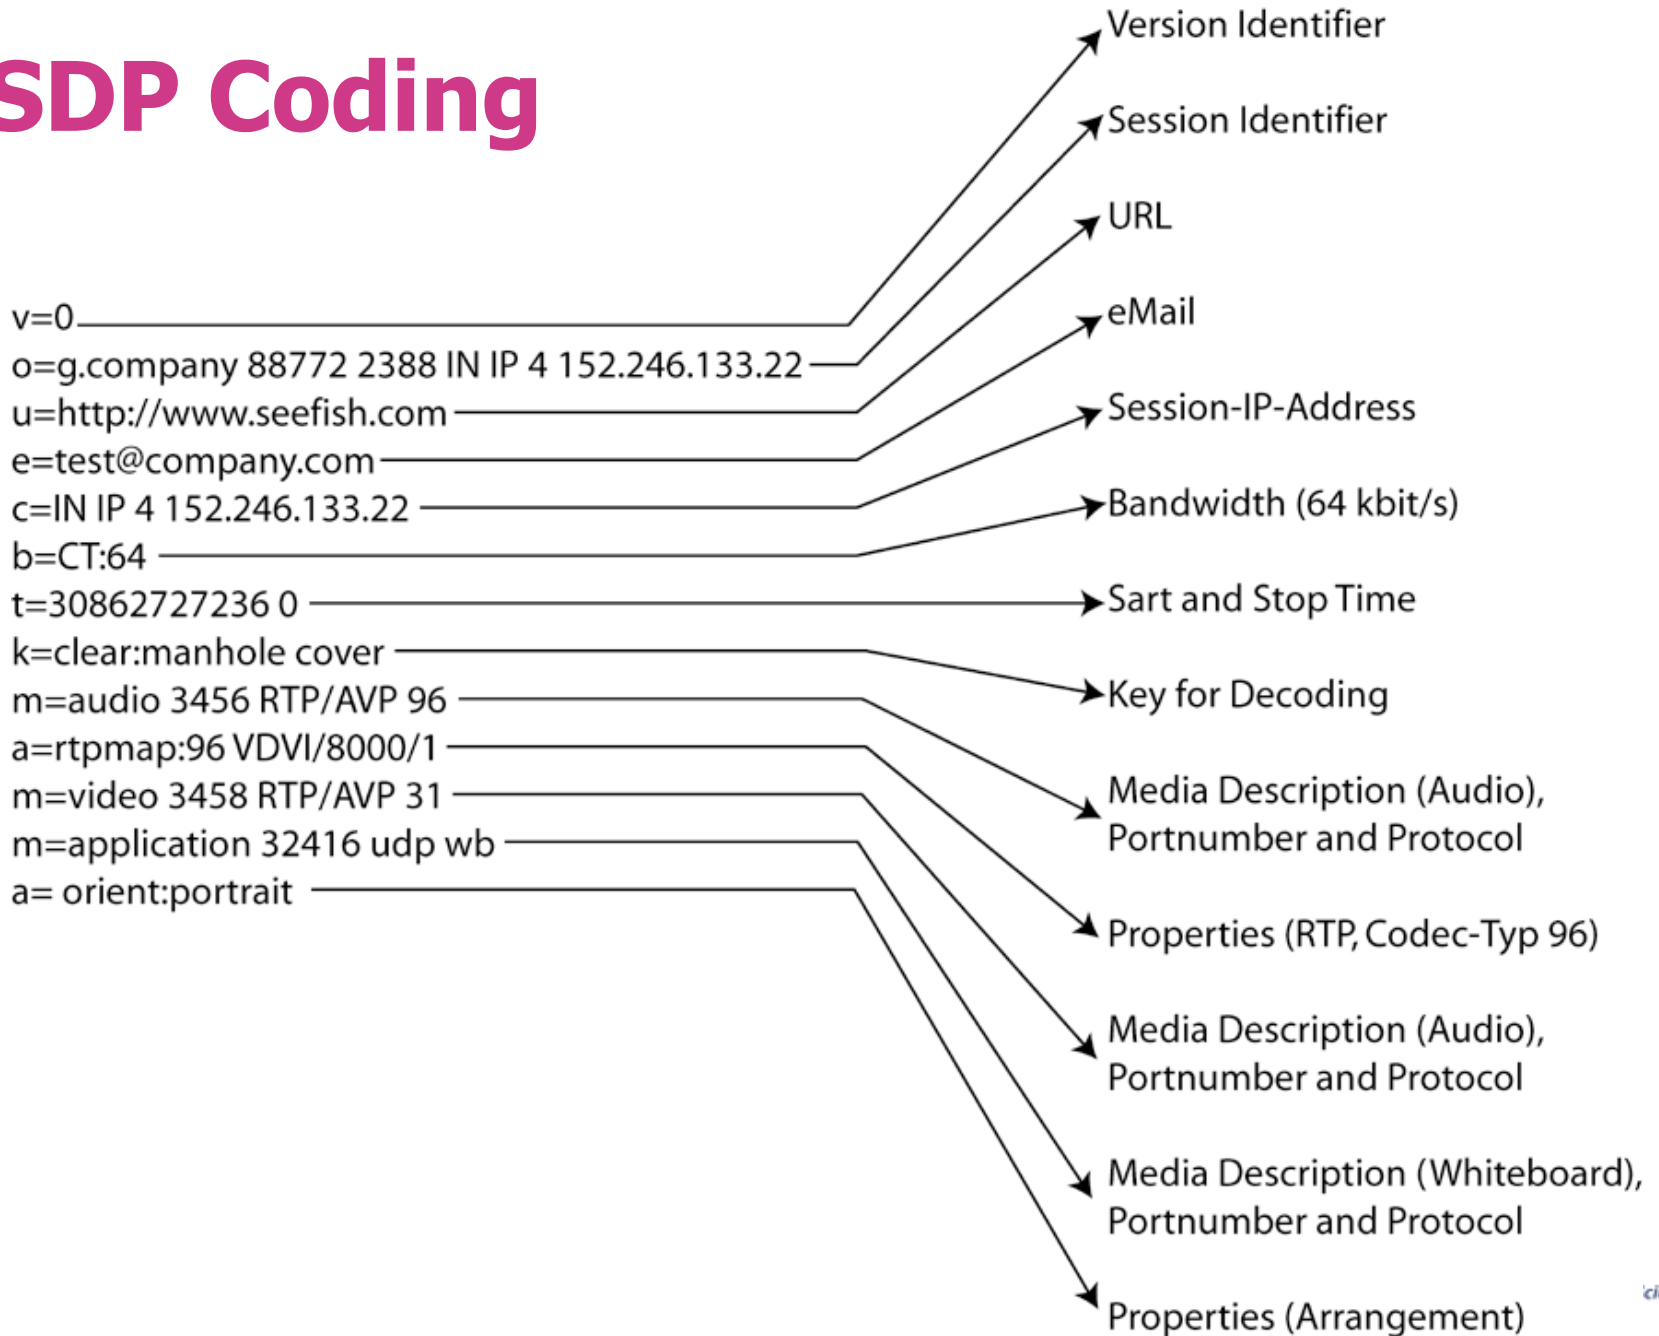 SDP Coding
v=0
o=g.company 88772 2388 IN IP 4 152.246.133.22
u=http://www.seefish.com
e=test@company.com
c=IN IP 4 152.246.133.22
b=CT:64
t=30862727236 0
k=clear:manhole cover
m=audio 3456 RTP/AVP 96
a=rtpmap:96 VDVI/8000/1
m=video 3458 RTP/AVP 31
m=application 32416 udp wb
a= orient:portrait
Version Identifier
Session Identifier
URL
eMail
Session-IP-Address
Bandwidth (64 kbit/s)
Sart and Stop Time
Key for Decoding
Media Description (Audio),
Portnumber and Protocol
Properties (RTP, Codec-Typ 96)
Media Description (Audio),
Portnumber and Protocol
Media Description (Whiteboard),
Portnumber and Protocol
Properties (Arrangement)